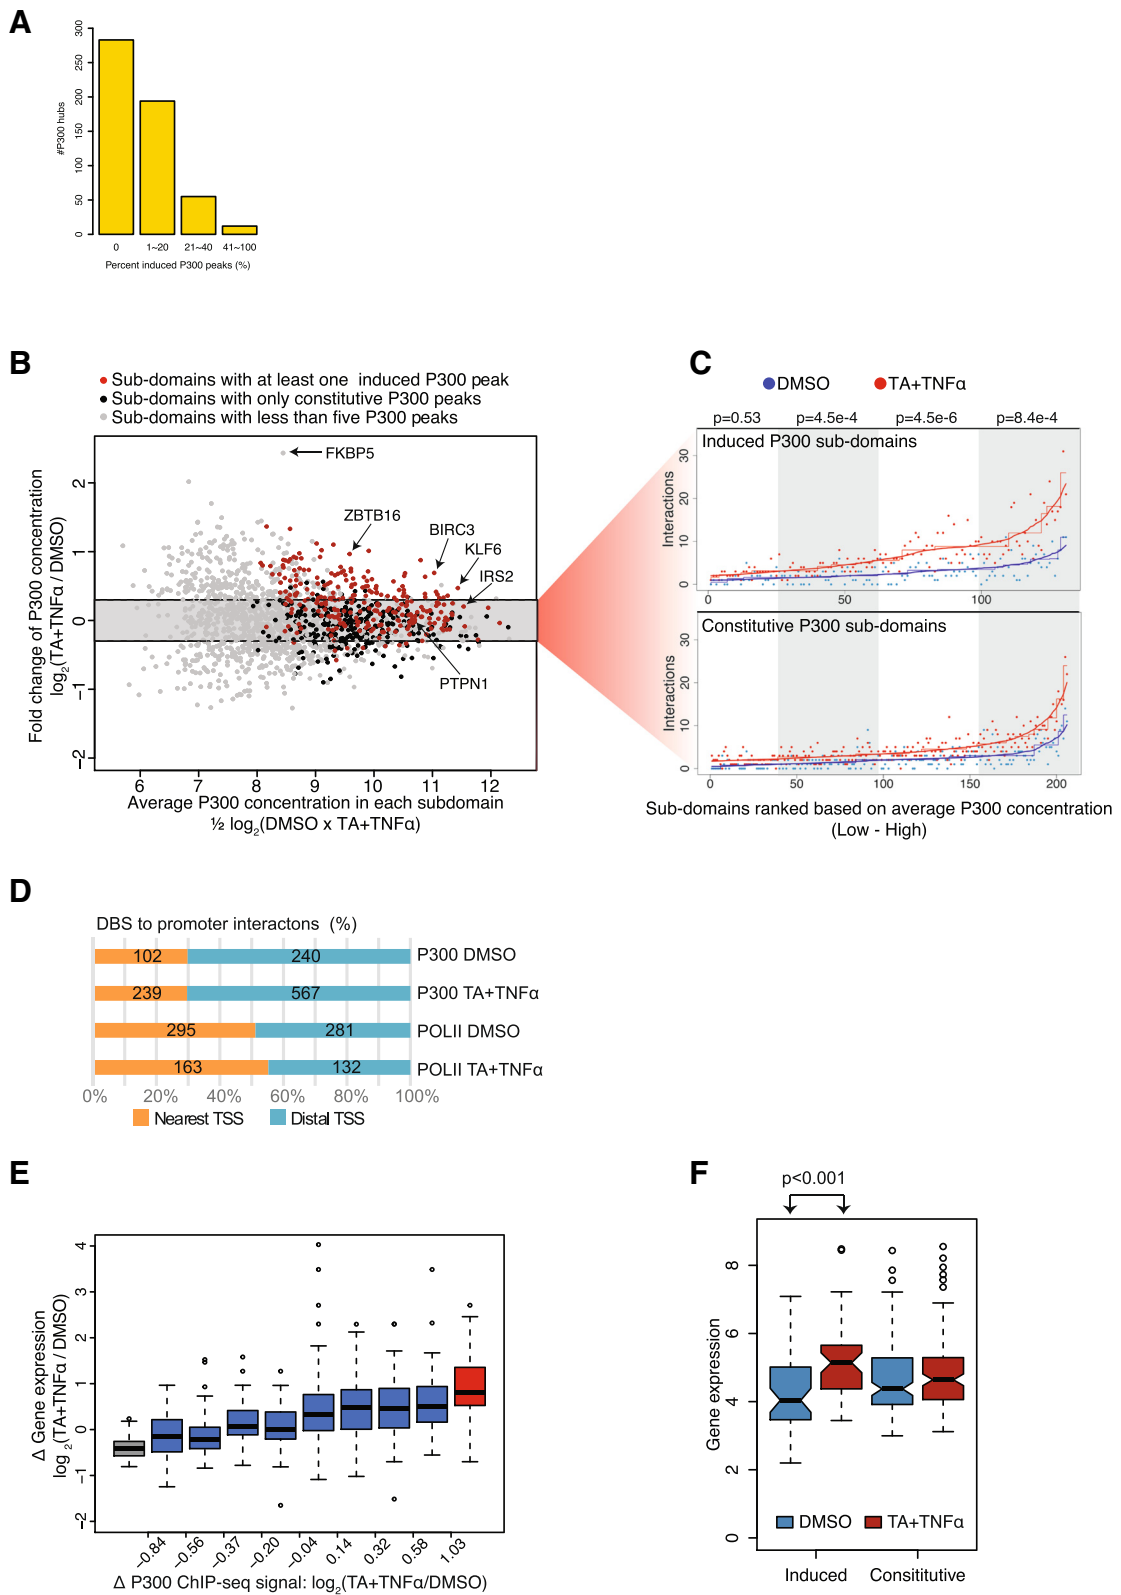 A
#P300 hubs
0 50 100 150 200 250 300
0 1~20 21~40 41~100
Percent induced P300 peaks (%)
B
Sub-domains with at least one induced P300 peak
Sub-domains with only constitutive P300 peaks
Sub-domains with less than five P300 peaks
Fold change of P300 concentration
log2(TA+TNFα / DMSO)
2
1
0
−1
−2
FKBP5
ZBTB16
BIRC3
KLF6
IRS2
PTPN1
6 7 8 9 10 11 12
Average P300 concentration in each subdomain
½ log2(DMSO x TA+TNFα)
C
DMSO TA+TNFα
p=0.53 p=4.5e-4 p=4.5e-6 p=8.4e-4
Induced P300 sub-domains
Interactions
0 10 20 30
0 50 100
Constitutive P300 sub-domains
Interactions
0 10 20 30
0 50 100 150 200
Sub-domains ranked based on average P300 concentration
(Low - High)
D
DBS to promoter interactons (%)
102 240 P300 DMSO
239 567 P300 TA+TNFα
295 281 POLII DMSO
163 132 POLII TA+TNFα
0% 20% 40% 60% 80% 100%
Nearest TSS Distal TSS
E
Δ Gene expression
log2(TA+TNFα / DMSO)
−2 −1 0 1 2 3 4
−0.84 −0.56 −0.37 −0.20 −0.04 0.14 0.32 0.58 1.03
Δ P300 ChIP-seq signal: log2(TA+TNFα/DMSO)
F
p<0.001
Gene expression
0 2 4 6 8
DMSO TA+TNFα
Induced Consititutive